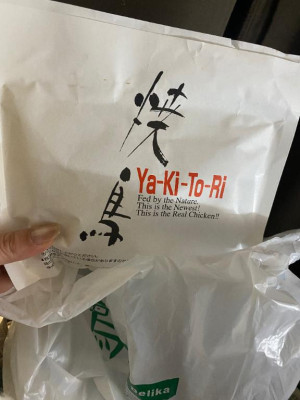 焼
鳥
Ya-Ki-To-Ri
Fed by the Nature.
This is the Newest!
This is the Real Chicken!!
elika